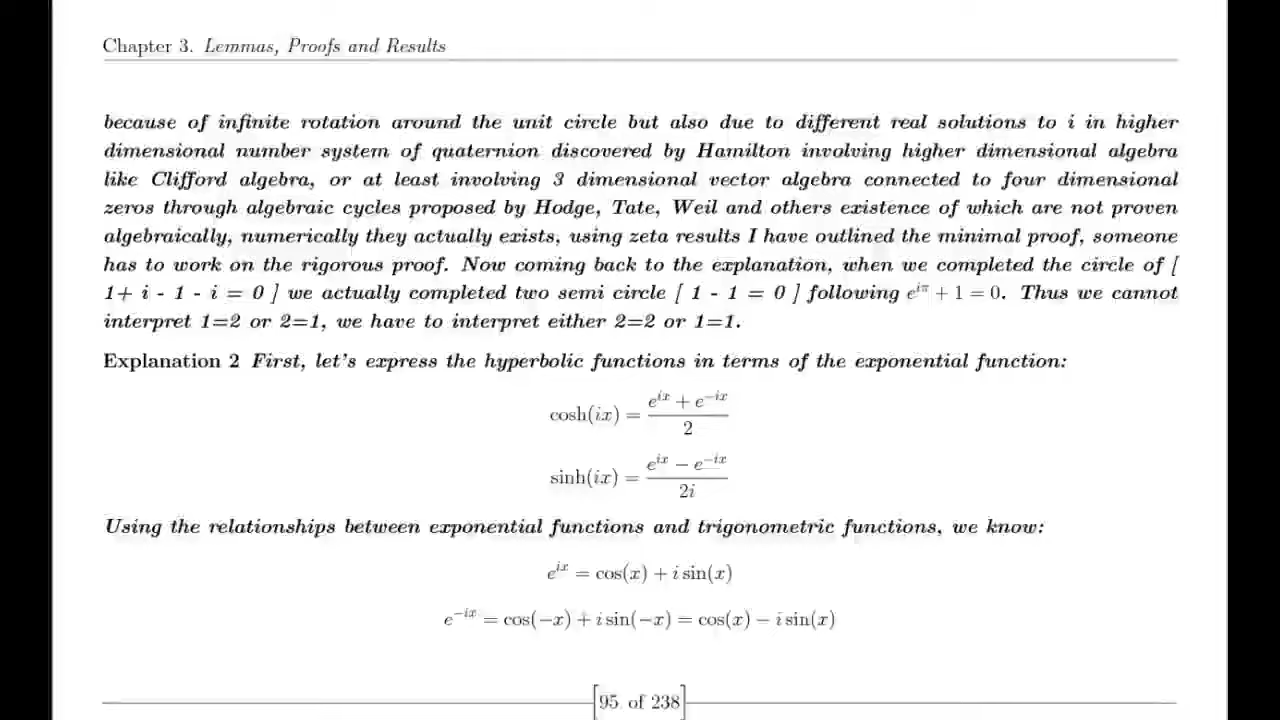 Chapter 3. Lemmas, Proofs and Results
because of infinite rotation around the unit circle but also due to different real solutions to i in higher
dimensional number system of quaternion discovered by Hamilton involving higher dimensional algebra
like Clifford algebra, or at least involving 3 dimensional vector algebra connected to four dimensional
zeros through algebraic cycles proposed by Hodge, Tate, Weil and others existence of which are not proven
algebraically, numerically they actually exists, using zeta results I have outlined the minimal proof, someone
has to work on the rigorous proof. Now coming back to the explanation, when we completed the circle of [
1+ i - 1 - i = 0 ] we actually completed two semi circle [ 1 - 1 = 0 ] following e^{iπ} + 1 = 0. Thus we cannot
interpret 1=2 or 2=1, we have to interpret either 2=2 or 1=1.
Explanation 2 First, let's express the hyperbolic functions in terms of the exponential function:
cosh(ix) = \frac{e^{ix} + e^{-ix}}{2}
sinh(ix) = \frac{e^{ix} − e^{-ix}}{2i}
Using the relationships between exponential functions and trigonometric functions, we know:
e^{ix} = cos(x) + i sin(x)
e^{-ix} = cos(−x) + i sin(−x) = cos(x) − i sin(x)
[95 of 238]